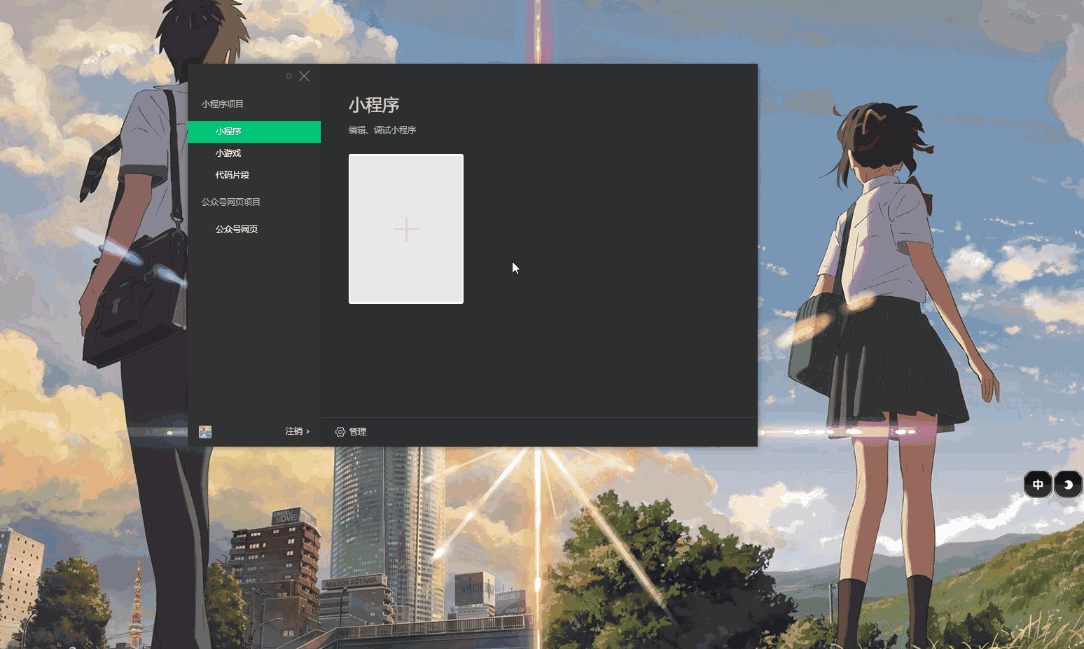 小程序项目
小程序
小游戏
代码片段
公众号网页项目
公众号网页
注销 ›
小程序
编辑、调试小程序
管理
中